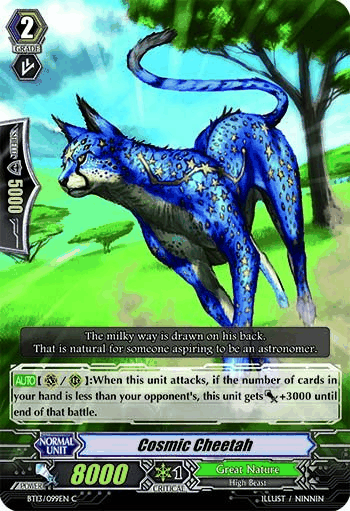 2
GRADE
SHIELD
5000
The milky way is drawn on his back.
That is natural for someone aspiring to be an astronomer.
AUTO [ / ]:When this unit attacks, if the number of cards in
your hand is less than your opponent's, this unit gets +3000 until
end of that battle.
NORMAL
UNIT
Cosmic Cheetah
POWER
8000
1
CRITICAL
Great Nature
High Beast
BT13/099EN C
ILLUST / NINNIN